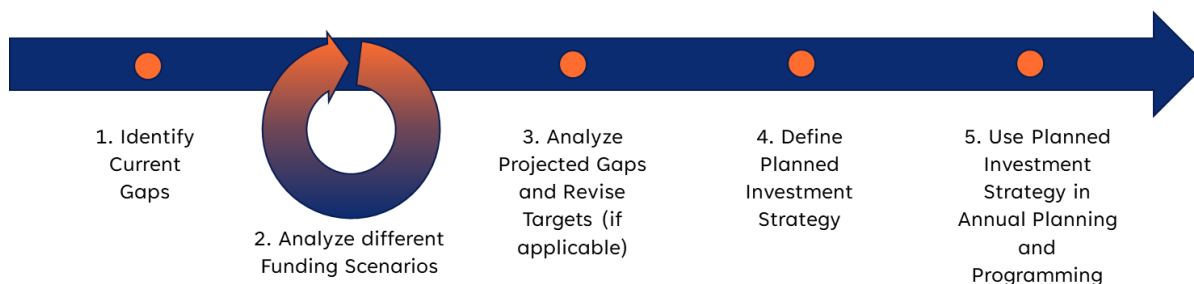 1. Identify
Current
Gaps
2. Analyze different
Funding Scenarios
3. Analyze
Projected Gaps
and Revise
Targets (if
applicable)
4. Define
Planned
Investment
Strategy
5. Use Planned
Investment
Strategy in
Annual Planning
and
Programming